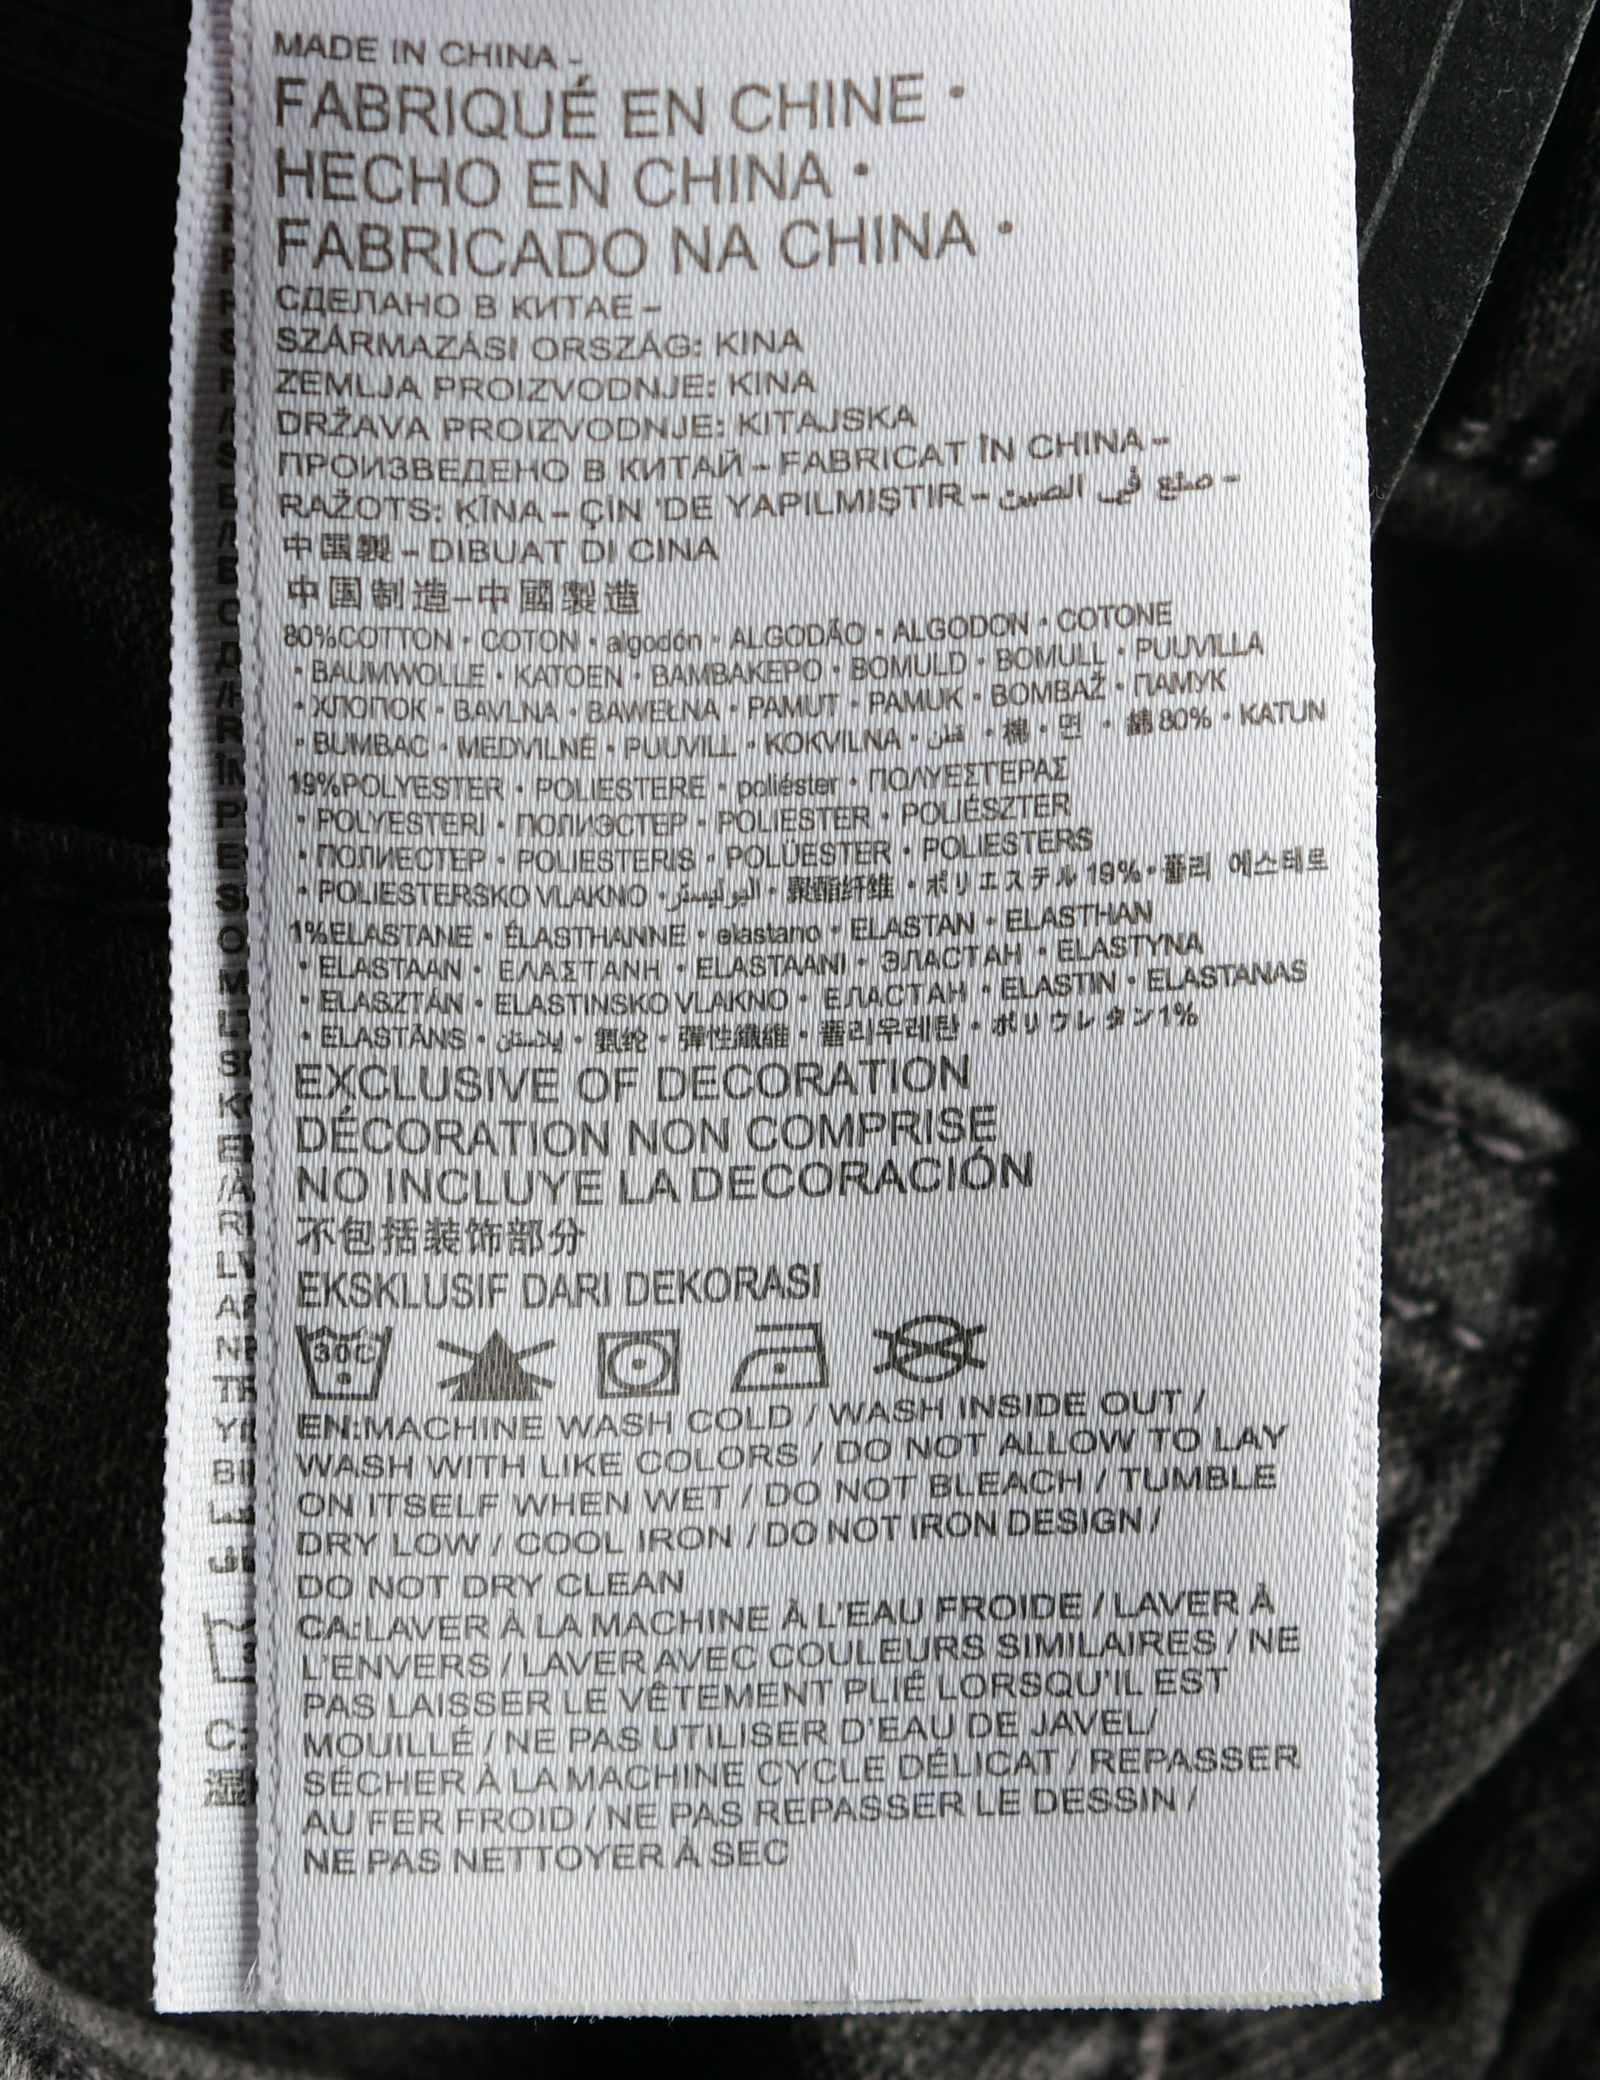 MADE IN CHINA -
FABRIQUÉ EN CHINE •
HECHO EN CHINA •
FABRICADO NA CHINA •
СДЕЛАНО В КИТАЕ -
SZÁRMAZÁSI ORSZÁG: KINA
ZEMLJA PROIZVODNJE: KINA
DRŽAVA PROIZVODNJE: KITAJSKA
ПРОИЗВЕДЕНО В КИТАЙ - FABRICAT ÎN CHINA -
RAŽOTS: ĶĪNA - ÇİN 'DE YAPILMIŞTIR - صنع في الصين -
中国製 - DIBUAT DI CINA
中国制造-中國製造
80%COTTON • COTON • algodón • ALGODÃO • ALGODON • COTONE
• BAUMWOLLE • KATOEN • BAMBAKEPO • BOMULD • BOMULL • PUUVILLA
• ХЛОПОК • BAVLNA • BAWEŁNA • PAMUT • PAMUK • BOMBAŽ • ПАМУК
• BUMBAC • MEDVILNĖ • PUUVILL • KOKVILNA • قطن • 棉 • 면 • 綿 80% • KATUN
19%POLYESTER • POLIESTERE • poliéster • ΠΟΛΥΕΣΤΕΡΑΣ
• POLYESTERI • ПОЛИЭСТЕР • POLIESTER • POLIÉSZTER
• ПОЛИЕСТЕР • POLIESTERIS • POLÜESTER • POLIESTERS
• POLIESTERSKO VLAKNO • البوليستر • 聚酯纤维 • ポリエステル 19% • 폴리 에스테르
1%ELASTANE • ÉLASTHANNE • elastano • ELASTAN • ELASTHAN
• ELASTAAN • ΕΛΑΣΤΑΝΗ • ELASTAANI • ЭЛАСТАН • ELASTYNA
• ELASZTÁN • ELASTINSKO VLAKNO • ЕЛАСТАН • ELASTIN • ELASTANAS
• ELASTĀNS • يلاستن • 氨纶 • 彈性纖維 • 폴리우레탄 • ポリウレタン1%
EXCLUSIVE OF DECORATION
DÉCORATION NON COMPRISE
NO INCLUYE LA DECORACIÓN
不包括装饰部分
EKSKLUSIF DARI DEKORASI
30C
EN:MACHINE WASH COLD / WASH INSIDE OUT /
WASH WITH LIKE COLORS / DO NOT ALLOW TO LAY
ON ITSELF WHEN WET / DO NOT BLEACH / TUMBLE
DRY LOW / COOL IRON / DO NOT IRON DESIGN /
DO NOT DRY CLEAN
CA:LAVER À LA MACHINE À L'EAU FROIDE / LAVER À
L'ENVERS / LAVER AVEC COULEURS SIMILAIRES / NE
PAS LAISSER LE VÊTEMENT PLIÉ LORSQU'IL EST
MOUILLÉ / NE PAS UTILISER D'EAU DE JAVEL/
SÉCHER À LA MACHINE CYCLE DÉLICAT / REPASSER
AU FER FROID / NE PAS REPASSER LE DESSIN /
NE PAS NETTOYER À SEC